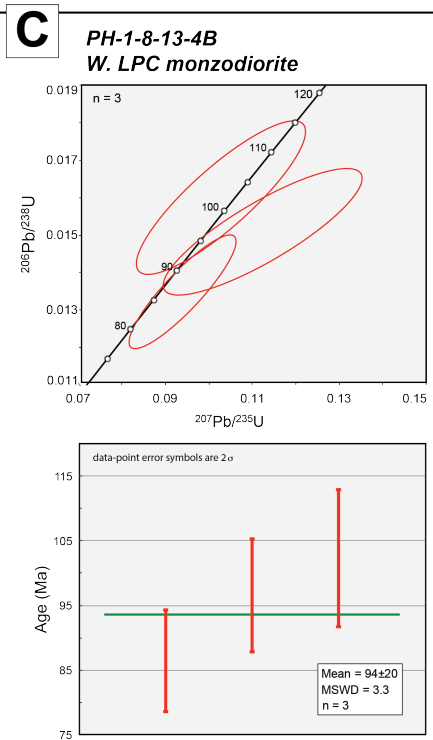 C
PH-1-8-13-4B
W. LPC monzodiorite
n = 3
0.019
0.017
0.015
0.013
0.011
206Pb/238U
120
110
100
90
80
0.07 0.09 0.11 0.13 0.15
207Pb/235U
data-point error symbols are 2σ
115
105
95
85
75
Age (Ma)
Mean = 94±20
MSWD = 3.3
n = 3